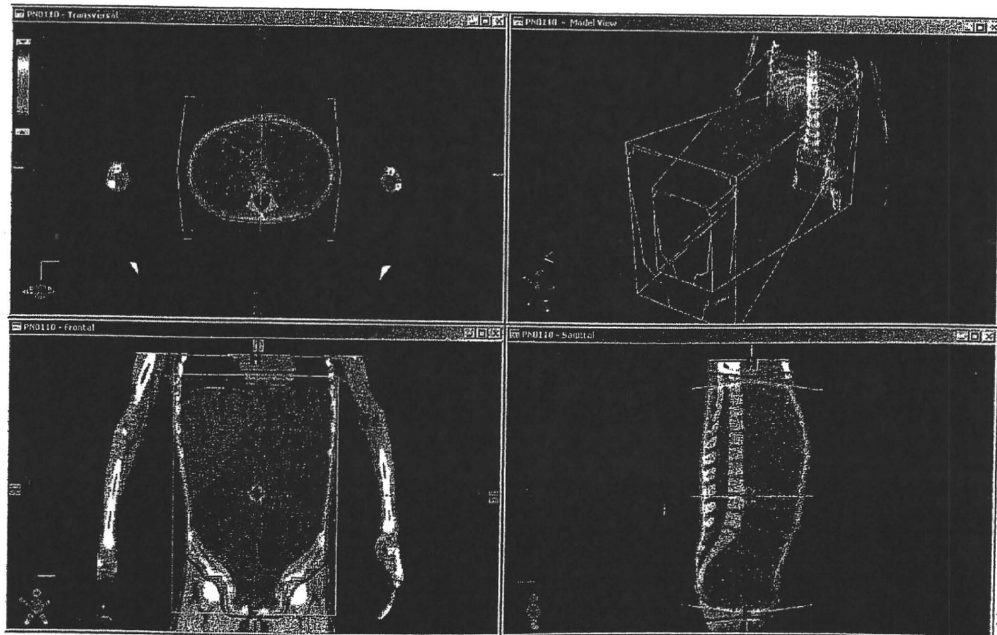 PN0110 - Transversal
PN0110 - Model View
PN0110 - Frontal
PN0110 - Sagittal